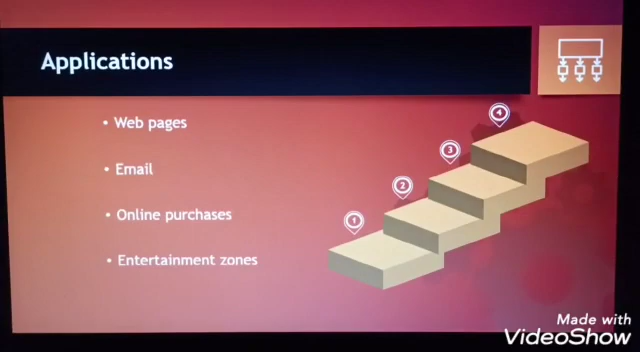 Applications
• Web pages
• Email
• Online purchases
• Entertainment zones
4
3
2
1
Made with
VideoShow